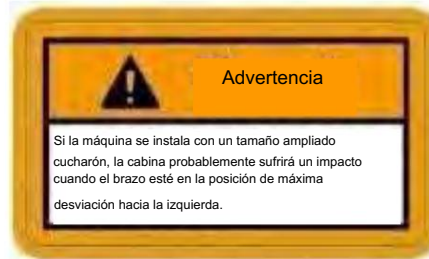 Advertencia
Si la máquina se instala con un tamaño ampliado
cucharón, la cabina probablemente sufrirá un impacto
cuando el brazo esté en la posición de máxima
desviación hacia la izquierda.